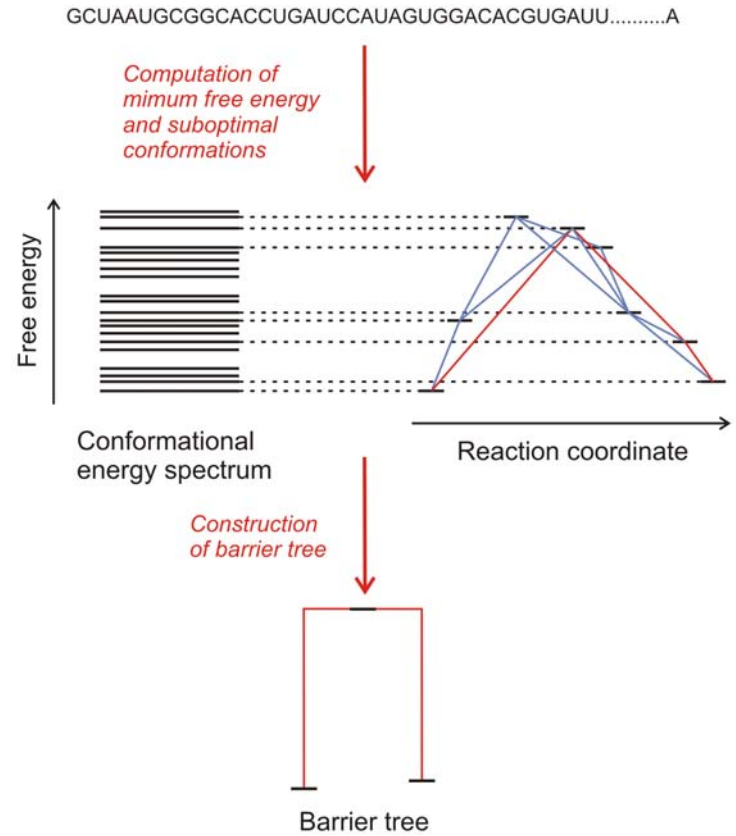 GCUAAUGCGGCACCUGAUCCAUAGUGGACACGUGAUU..........A
Computation of
mimum free energy
and suboptimal
conformations
Free energy
Conformational
energy spectrum
Reaction coordinate
Construction
of barrier tree
Barrier tree